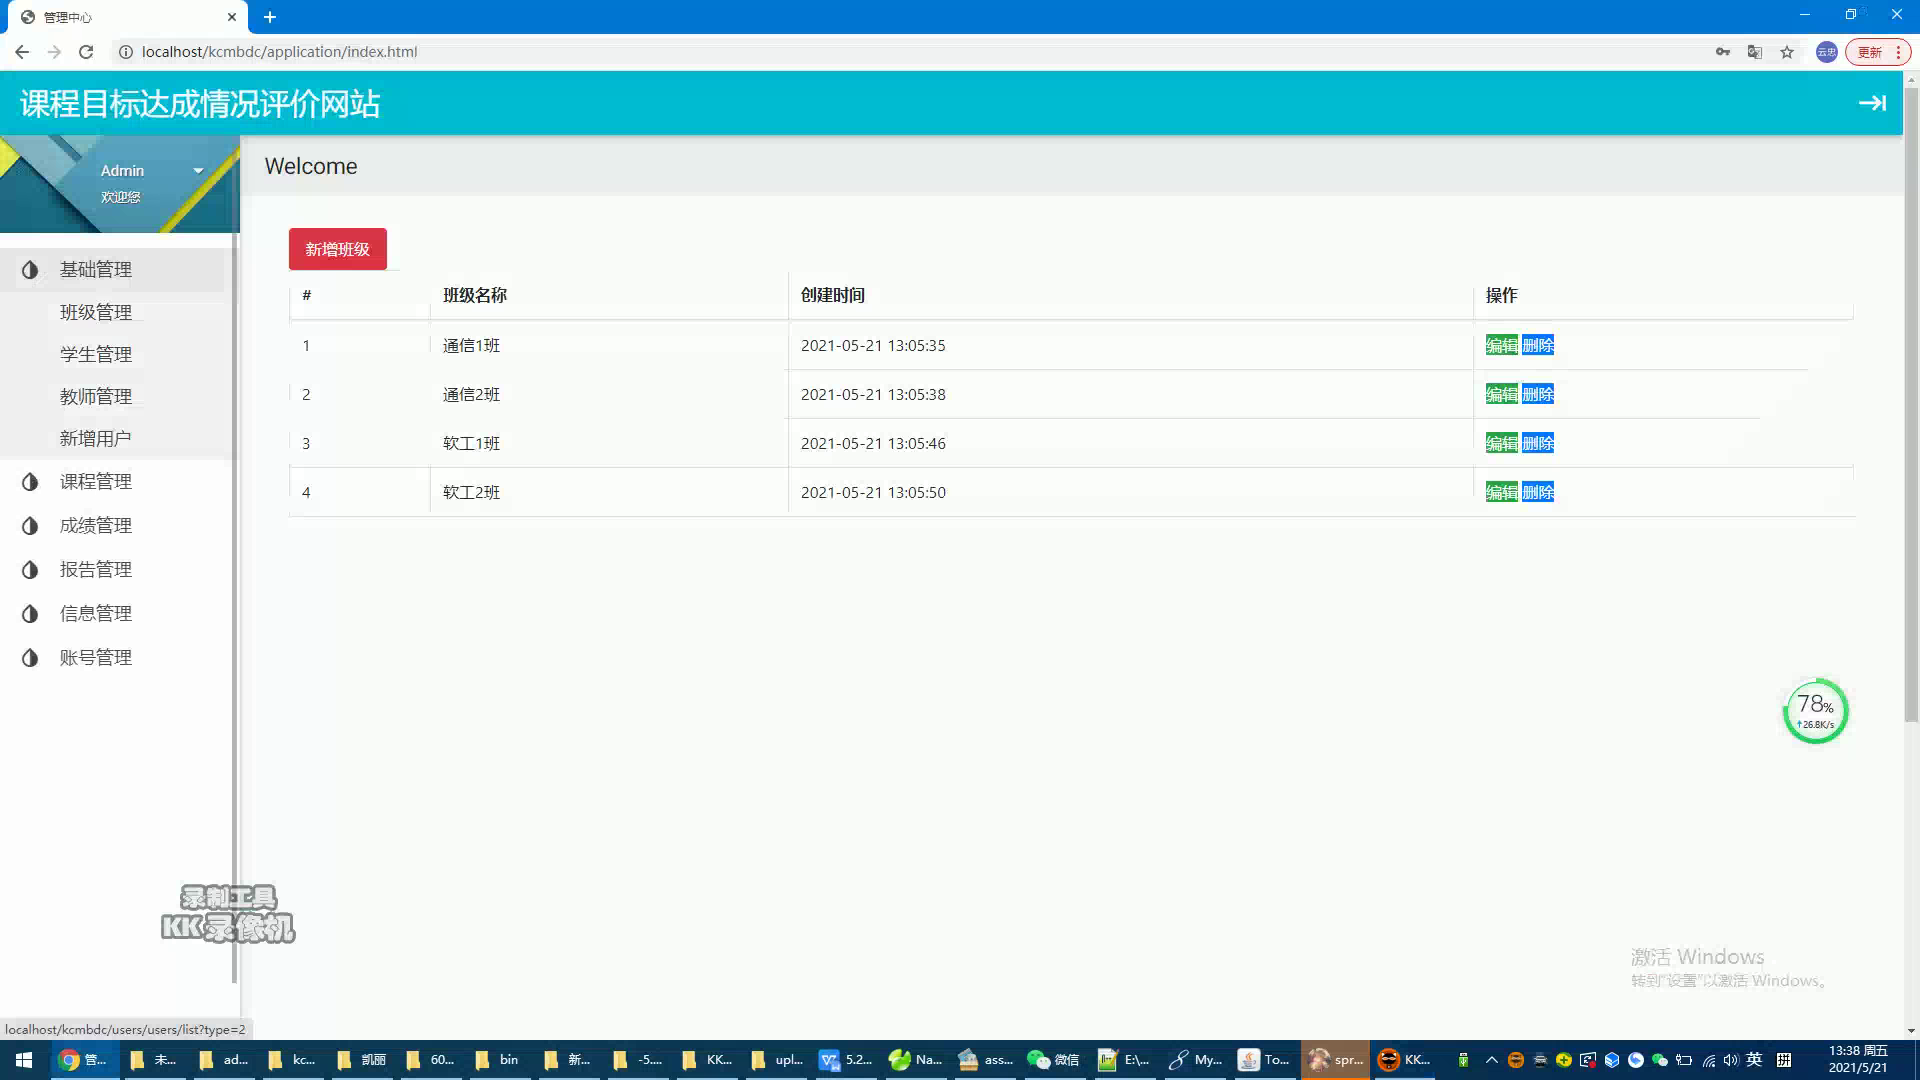 管理中心
localhost/kcmbdc/application/index.html
云忠
更新
课程目标达成情况评价网站
Admin
欢迎您
Welcome
基础管理
班级管理
学生管理
教师管理
新增用户
课程管理
成绩管理
报告管理
信息管理
账号管理
新增班级
# 班级名称 创建时间 操作
1 通信1班 2021-05-21 13:05:35 编辑 删除
2 通信2班 2021-05-21 13:05:38 编辑 删除
3 软工1班 2021-05-21 13:05:46 编辑 删除
4 软工2班 2021-05-21 13:05:50 编辑 删除
78%
↑26.8K/s
录制工具
KK录像机
激活 Windows
转到“设置”以激活 Windows。
localhost/kcmbdc/users/users/list?type=2
管... 未... ad... kc... 凯丽 60... bin 新... -5.... KK... upl... 5.2... Na... ass... 微信 E:\... My... To... spr... KK... 英 拼
13:38 周五
2021/5/21